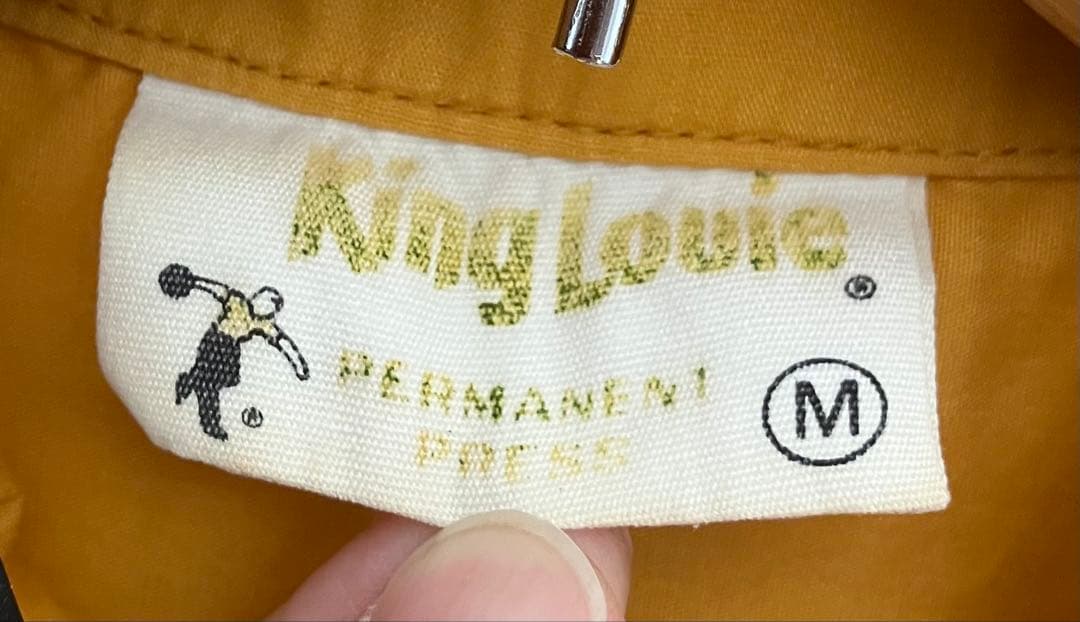 King Louie ®
®
PERMANENT
PRESS
M